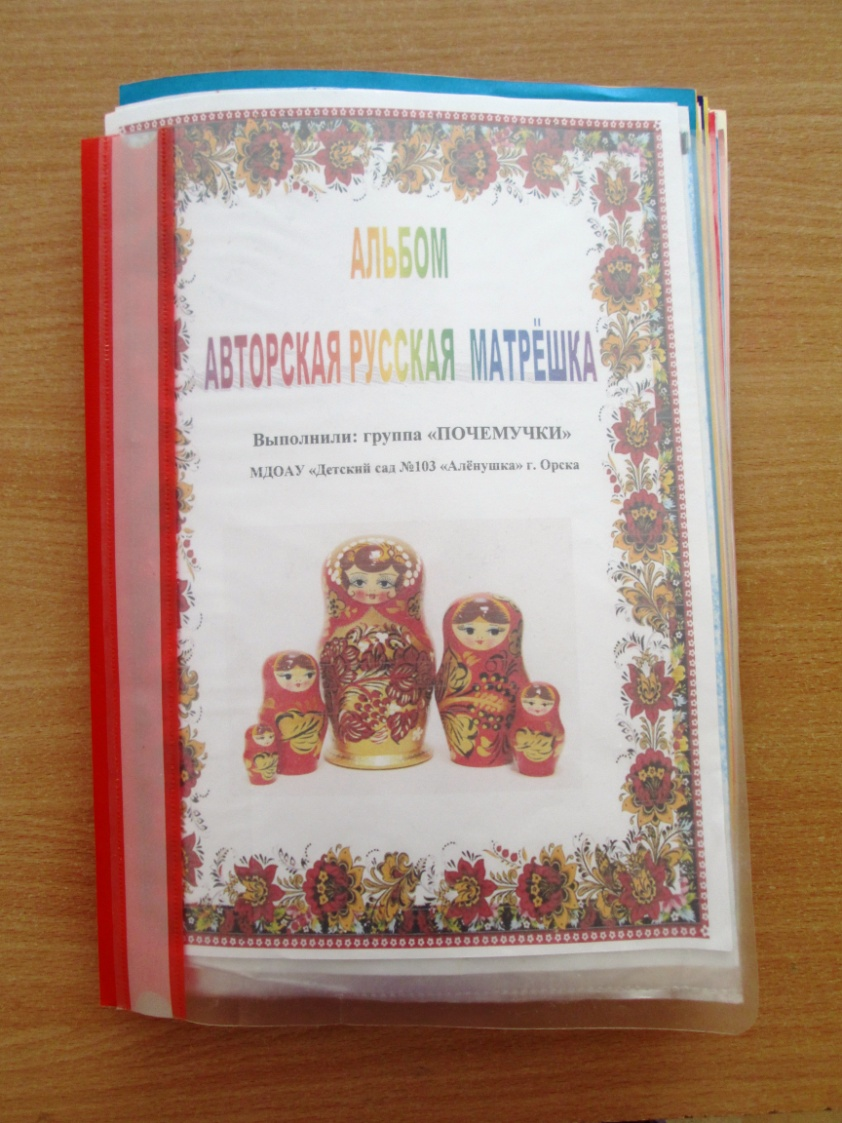 АЛЬБОМ
АВТОРСКАЯ РУССКАЯ МАТРЁШКА
Выполнили: группа «ПОЧЕМУЧКИ»
МДОАУ «Детский сад №103 «Алёнушка» г. Орска